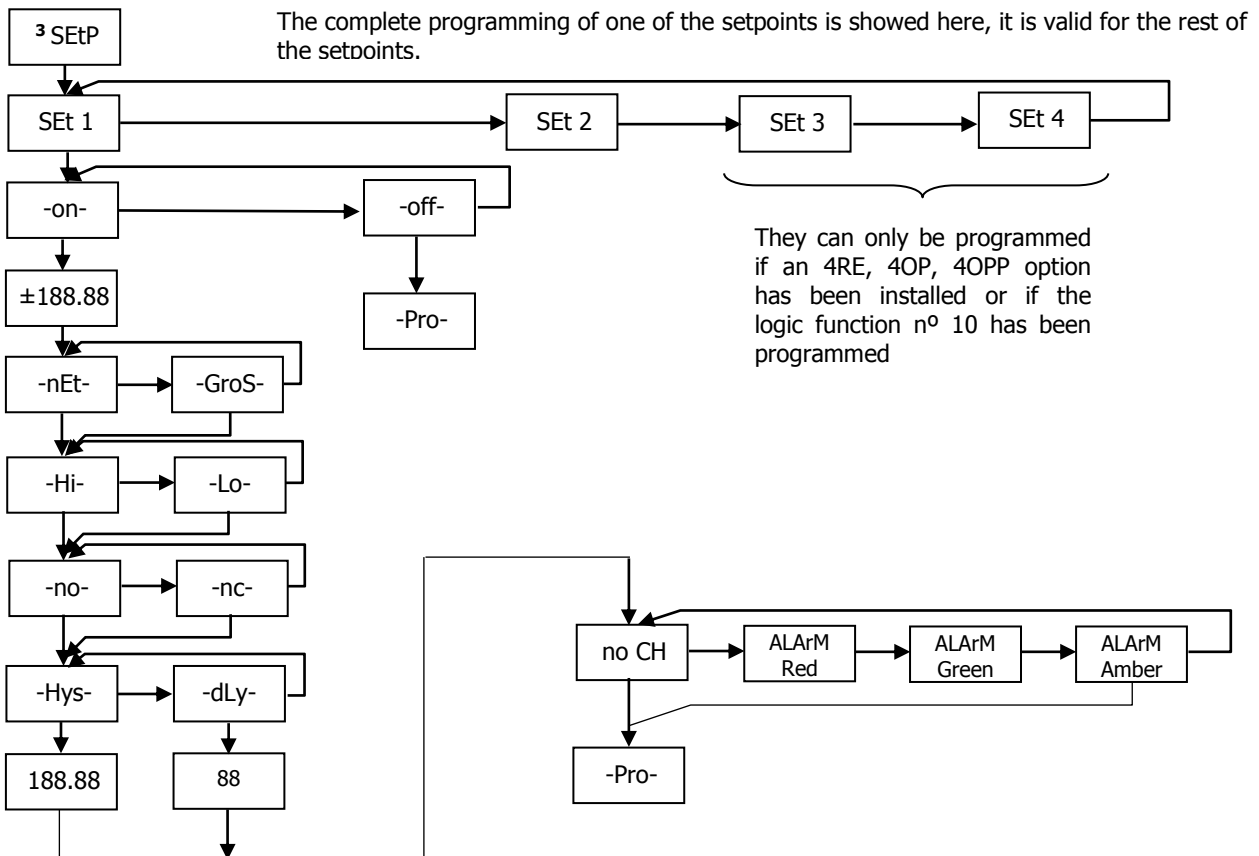 ³ SEtP
The complete programming of one of the setpoints is showed here, it is valid for the rest of
the setpoints.
SEt 1
SEt 2
SEt 3
SEt 4
-on-
-off-
They can only be programmed
if an 4RE, 4OP, 4OPP option
has been installed or if the
logic function nº 10 has been
programmed
±188.88
-Pro-
-nEt-
-GroS-
-Hi-
-Lo-
-no-
-nc-
no CH
ALArM
Red
ALArM
Green
ALArM
Amber
-Hys-
-dLy-
188.88
88
-Pro-